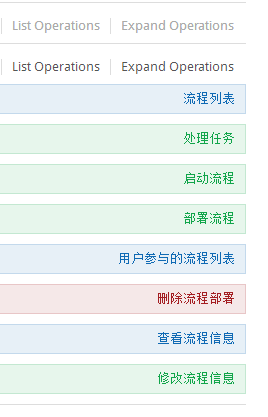 List Operations Expand Operations
List Operations Expand Operations
流程列表
处理任务
启动流程
部署流程
用户参与的流程列表
删除流程部署
查看流程信息
修改流程信息